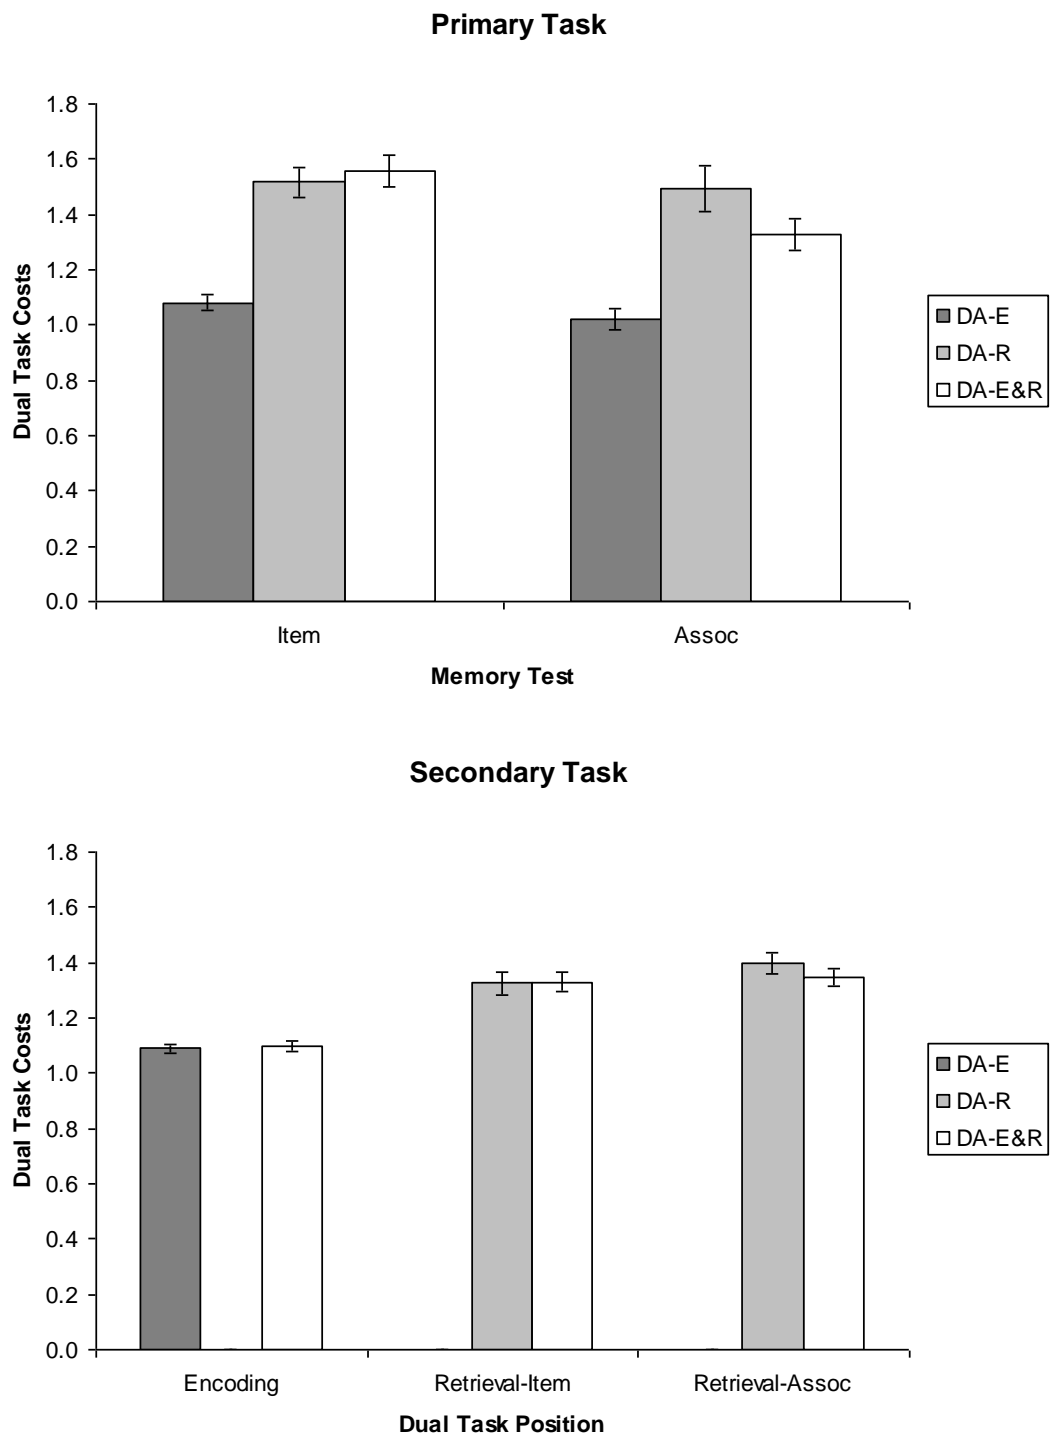 Primary Task
1.8
1.6
1.4
1.2
1.0
0.8
0.6
0.4
0.2
0.0
Dual Task Costs
Item
Assoc
Memory Test
DA-E
DA-R
DA-E&R
Secondary Task
1.8
1.6
1.4
1.2
1.0
0.8
0.6
0.4
0.2
0.0
Dual Task Costs
Encoding
Retrieval-Item
Retrieval-Assoc
Dual Task Position
DA-E
DA-R
DA-E&R